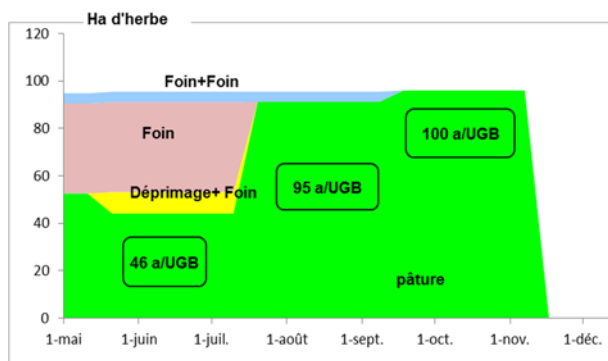 Ha d'herbe
120
100
80
60
40
20
0
Foin+Foin
Foin
Déprimage+ Foin
100 a/UGB
95 a/UGB
46 a/UGB
pâture
1-mai 1-juin 1-juil. 1-août 1-sept. 1-oct. 1-nov. 1-déc.